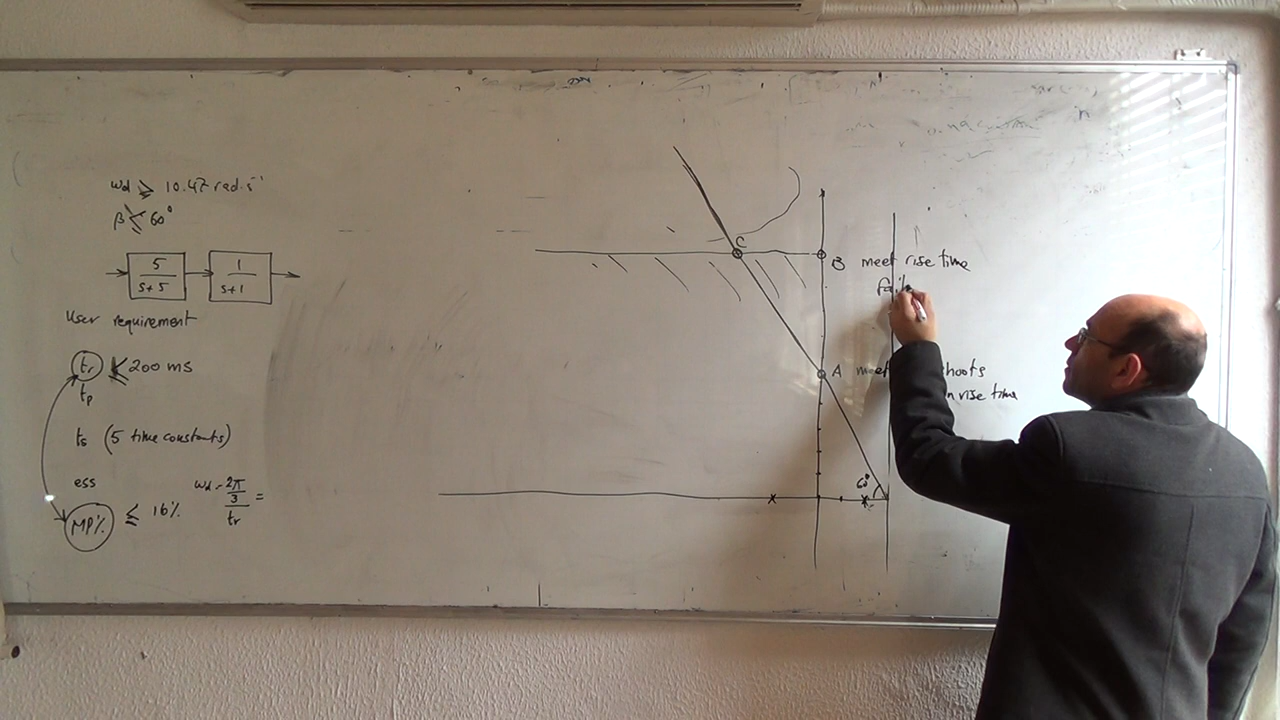 ωd ≥ 10.47 rad.s⁻¹
β ≤ 60°
5
s+5
1
s+1
User requirement
tr ≤ 200 ms
tp
ts (5 time constants)
ess
MP% ≤ 16%
ωd = 2π/3
tr
=
C
B meet rise time
A meet
rise time
60°